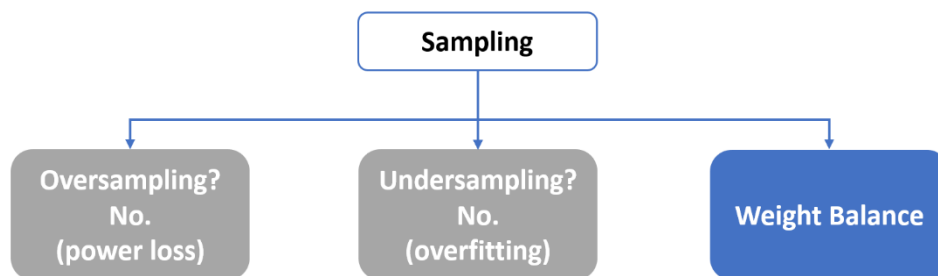 Sampling
Oversampling?
No.
(power loss)
Undersampling?
No.
(overfitting)
Weight Balance